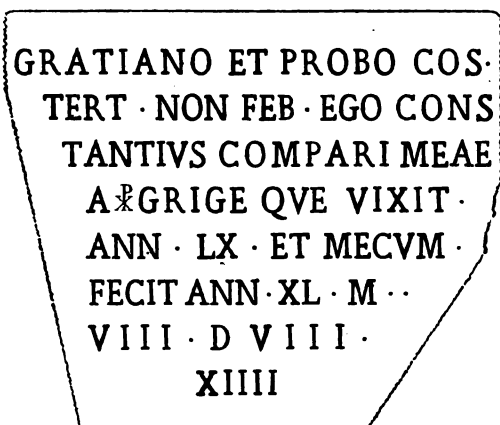 GRATIANO ET PROBO COS·
TERT · NON FEB · EGO CONS
TANTIVS COMPARI MEAE
A⳩GRIGE QVE VIXIT ·
ANN · LX · ET MECVM ·
FECIT ANN · XL · M · ·
VIII · D VIII ·
XIIII